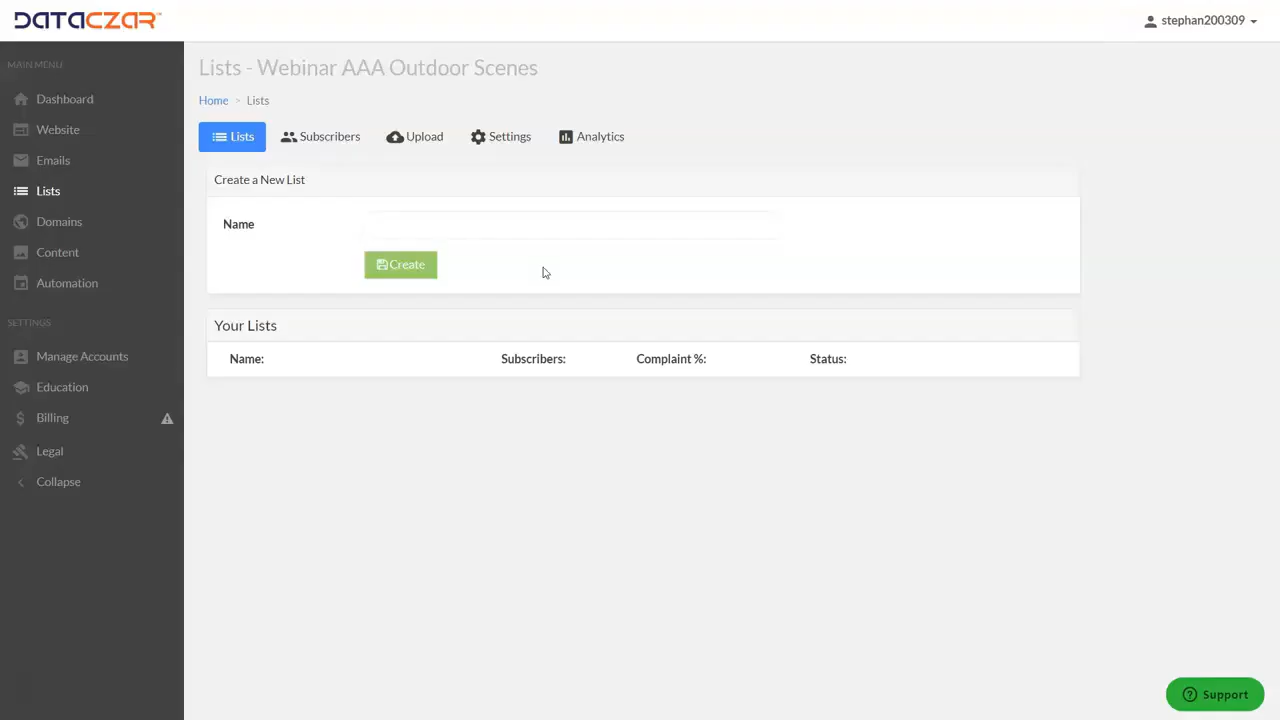 DATACZAR
stephan200309
MAIN MENU
Dashboard
Website
Emails
Lists
Domains
Content
Automation
SETTINGS
Manage Accounts
Education
Billing
Legal
Collapse
Lists - Webinar AAA Outdoor Scenes
Home > Lists
Lists Subscribers Upload Settings Analytics
Create a New List
Name
Create
Your Lists
Name: Subscribers: Complaint %: Status:
Support